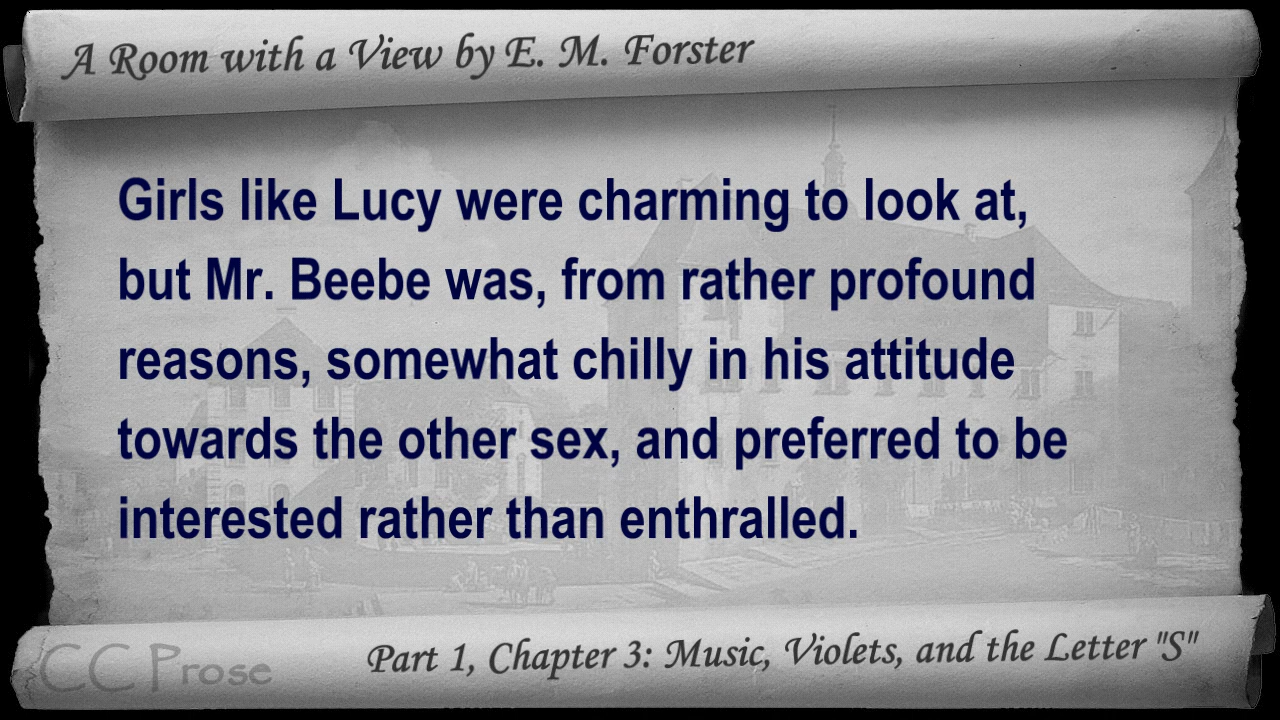 A Room with a View by E. M. Forster
Girls like Lucy were charming to look at,
but Mr. Beebe was, from rather profound
reasons, somewhat chilly in his attitude
towards the other sex, and preferred to be
interested rather than enthralled.
CC Prose
Part 1, Chapter 3: Music, Violets, and the Letter "S"